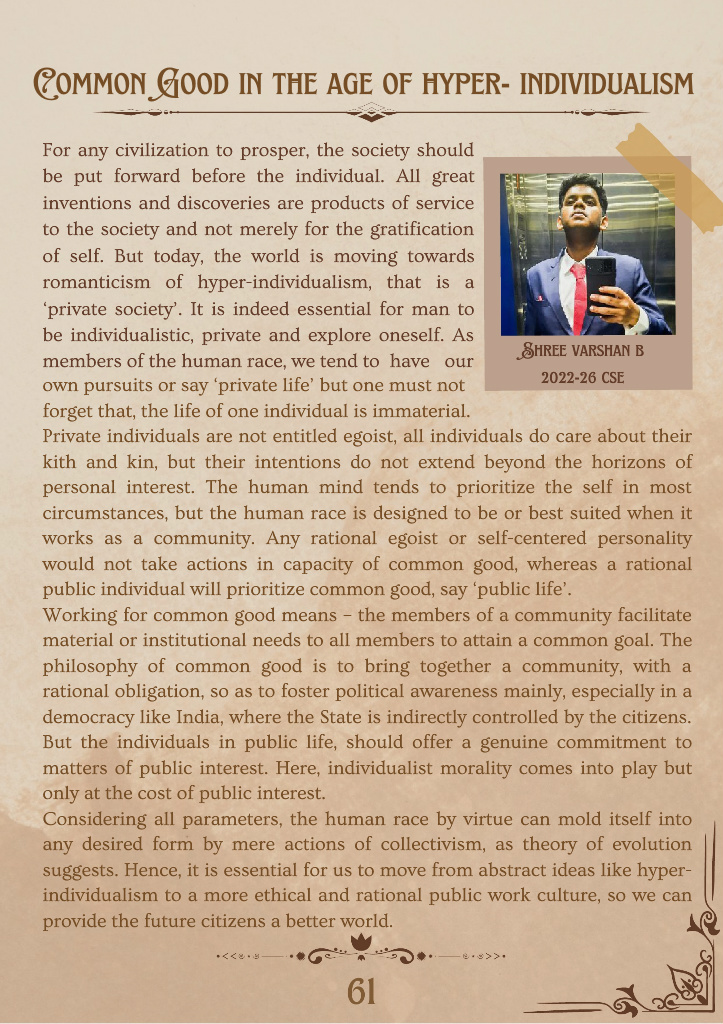 Common Good in the age of hyper- individualism
For any civilization to prosper, the society should
be put forward before the individual. All great
inventions and discoveries are products of service
to the society and not merely for the gratification
of self. But today, the world is moving towards
romanticism of hyper-individualism, that is a
‘private society’. It is indeed essential for man to
be individualistic, private and explore oneself. As
members of the human race, we tend to have our
own pursuits or say ‘private life’ but one must not
forget that, the life of one individual is immaterial.
Shree Varshan B
2022-26 CSE
Private individuals are not entitled egoist, all individuals do care about their
kith and kin, but their intentions do not extend beyond the horizons of
personal interest. The human mind tends to prioritize the self in most
circumstances, but the human race is designed to be or best suited when it
works as a community. Any rational egoist or self-centered personality
would not take actions in capacity of common good, whereas a rational
public individual will prioritize common good, say ‘public life’.
Working for common good means – the members of a community facilitate
material or institutional needs to all members to attain a common goal. The
philosophy of common good is to bring together a community, with a
rational obligation, so as to foster political awareness mainly, especially in a
democracy like India, where the State is indirectly controlled by the citizens.
But the individuals in public life, should offer a genuine commitment to
matters of public interest. Here, individualist morality comes into play but
only at the cost of public interest.
Considering all parameters, the human race by virtue can mold itself into
any desired form by mere actions of collectivism, as theory of evolution
suggests. Hence, it is essential for us to move from abstract ideas like hyper-
individualism to a more ethical and rational public work culture, so we can
provide the future citizens a better world.
61